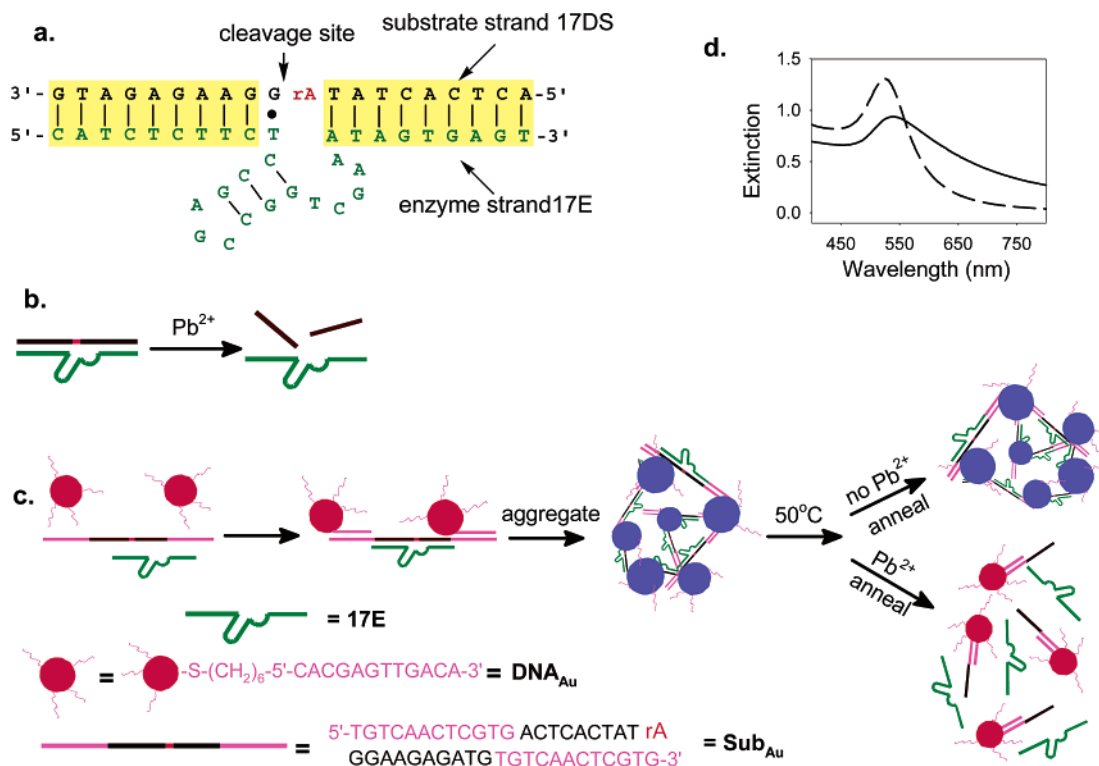 a.
cleavage site
substrate strand 17DS
3'- G T A G A G A A G G rA T A T C A C T C A -5'
5'- C A T C T C T T C T A T A G T G A G T -3'
C C G A G C C G G T C G A A
enzyme strand17E
d.
Extinction
1.5
1.0
0.5
0.0
450 550 650 750
Wavelength (nm)
b.
Pb2+
c.
aggregate
50°C
no Pb2+
anneal
Pb2+
anneal
= 17E
= -S-(CH2)6-5'-CACGAGTTGACA-3' = DNAAu
= 5'-TGTCAACTCGTG ACTCACTAT rA
GGAAGAGATG TGTCAACTCGTG-3' = SubAu